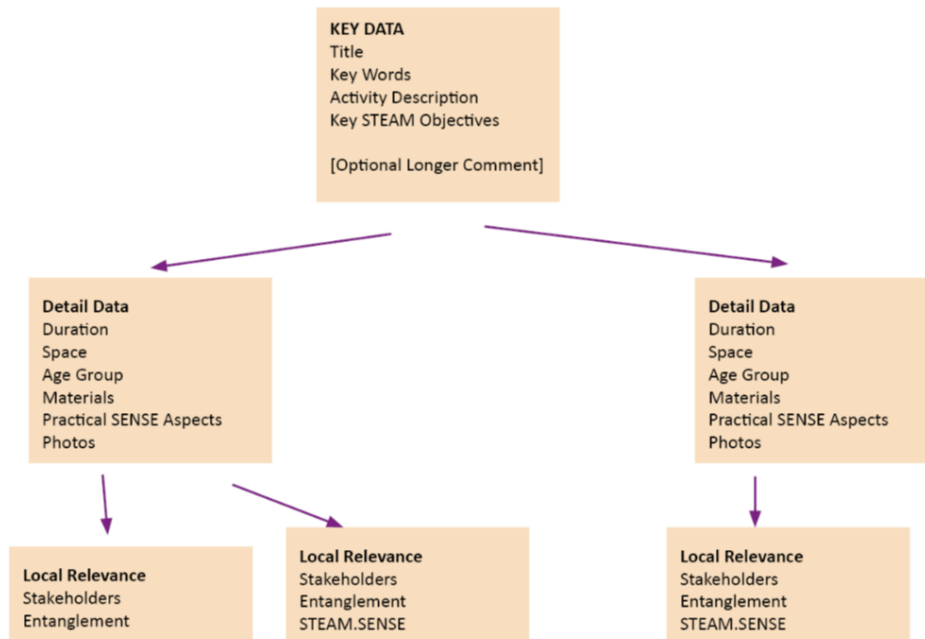 KEY DATA
Title
Key Words
Activity Description
Key STEAM Objectives
[Optional Longer Comment]
Detail Data
Duration
Space
Age Group
Materials
Practical SENSE Aspects
Photos
Detail Data
Duration
Space
Age Group
Materials
Practical SENSE Aspects
Photos
Local Relevance
Stakeholders
Entanglement
Local Relevance
Stakeholders
Entanglement
STEAM.SENSE
Local Relevance
Stakeholders
Entanglement
STEAM.SENSE